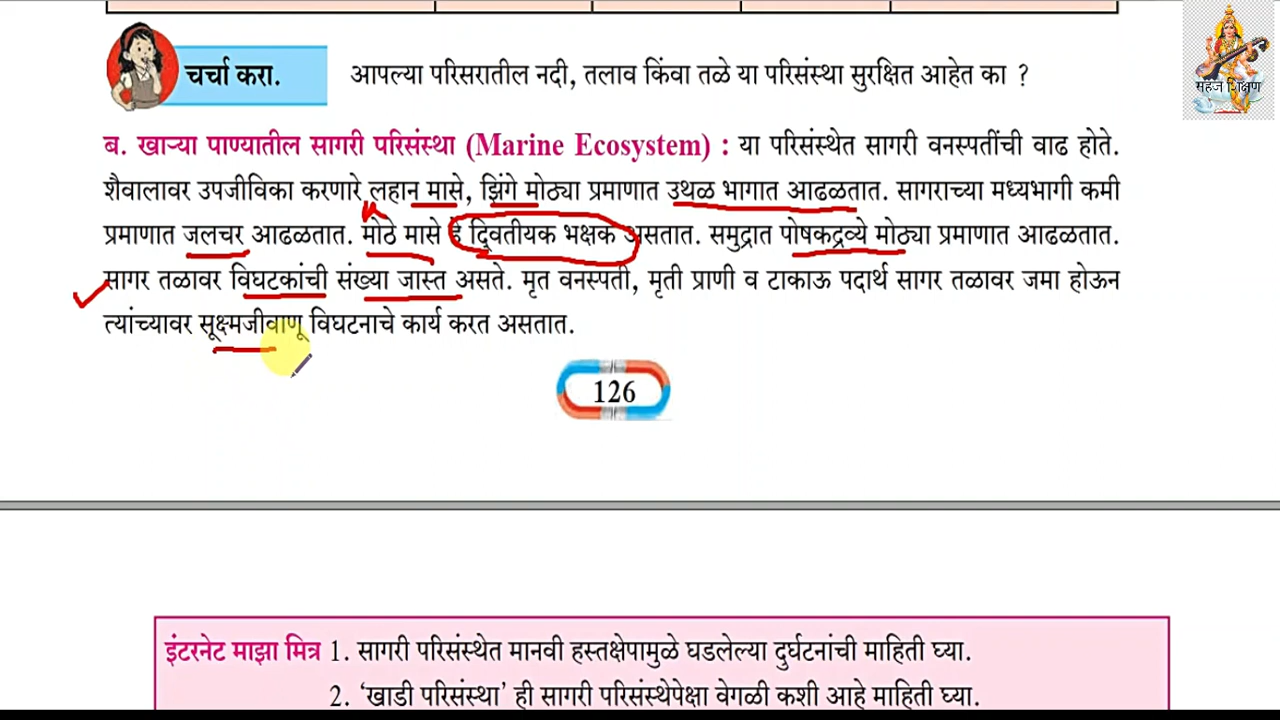 सहज शिक्षण
चर्चा करा. आपल्या परिसरातील नदी, तलाव किंवा तळे या परिसंस्था सुरक्षित आहेत का ?
ब. खाऱ्या पाण्यातील सागरी परिसंस्था (Marine Ecosystem) : या परिसंस्थेत सागरी वनस्पतींची वाढ होते.
शैवालावर उपजीविका करणारे लहान मासे, झिंगे मोठ्या प्रमाणात उथळ भागात आढळतात. सागराच्या मध्यभागी कमी
प्रमाणात जलचर आढळतात. मोठे मासे हे द्वितीयक भक्षक असतात. समुद्रात पोषकद्रव्ये मोठ्या प्रमाणात आढळतात.
सागर तळावर विघटकांची संख्या जास्त असते. मृत वनस्पती, मृती प्राणी व टाकाऊ पदार्थ सागर तळावर जमा होऊन
त्यांच्यावर सूक्ष्मजीवाणू विघटनाचे कार्य करत असतात.
126
इंटरनेट माझा मित्र 1. सागरी परिसंस्थेत मानवी हस्तक्षेपामुळे घडलेल्या दुर्घटनांची माहिती घ्या.
2. ‘खाडी परिसंस्था’ ही सागरी परिसंस्थेपेक्षा वेगळी कशी आहे माहिती घ्या.